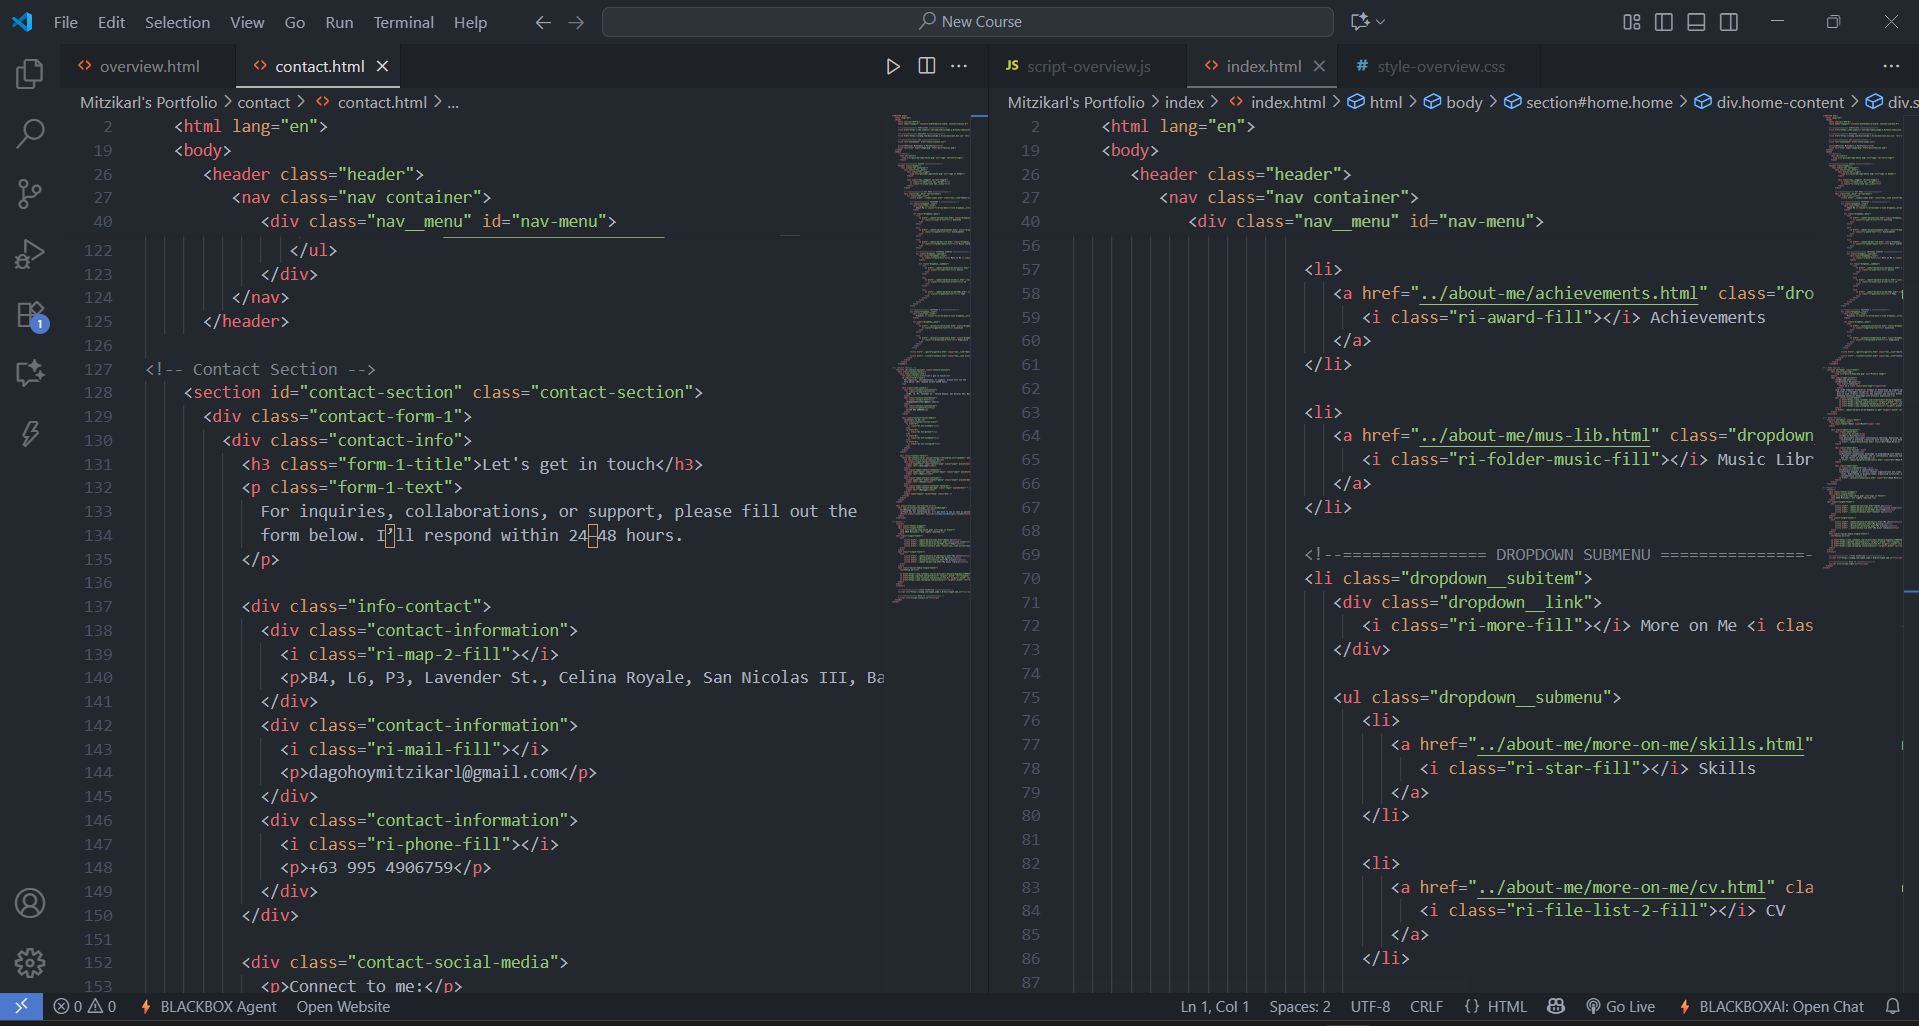 File Edit Selection View Go Run Terminal Help
New Course
overview.html
contact.html
Mitzikarl's Portfolio > contact > contact.html > ...
2 <html lang="en">
19 <body>
26 <header class="header">
27 <nav class="nav container">
40 <div class="nav__menu" id="nav-menu">
122 </ul>
123 </div>
124 </nav>
125 </header>
126
127 <!-- Contact Section -->
128 <section id="contact-section" class="contact-section">
129 <div class="contact-form-1">
130 <div class="contact-info">
131 <h3 class="form-1-title">Let's get in touch</h3>
132 <p class="form-1-text">
133 For inquiries, collaborations, or support, please fill out the
134 form below. I’ll respond within 24–48 hours.
135 </p>
136
137 <div class="info-contact">
138 <div class="contact-information">
139 <i class="ri-map-2-fill"></i>
140 <p>B4, L6, P3, Lavender St., Celina Royale, San Nicolas III, Ba
141 </div>
142 <div class="contact-information">
143 <i class="ri-mail-fill"></i>
144 <p>dagohoymitzikarl@gmail.com</p>
145 </div>
146 <div class="contact-information">
147 <i class="ri-phone-fill"></i>
148 <p>+63 995 4906759</p>
149 </div>
150 </div>
151
152 <div class="contact-social-media">
153 <p>Connect to me:</p>
JS script-overview.js
index.html
# style-overview.css
Mitzikarl's Portfolio > index > index.html > html > body > section#home.home > div.home-content > div.s
2 <html lang="en">
19 <body>
26 <header class="header">
27 <nav class="nav container">
40 <div class="nav__menu" id="nav-menu">
56
57 <li>
58 <a href="../about-me/achievements.html" class="dro
59 <i class="ri-award-fill"></i> Achievements
60 </a>
61 </li>
62
63 <li>
64 <a href="../about-me/mus-lib.html" class="dropdown
65 <i class="ri-folder-music-fill"></i> Music Libr
66 </a>
67 </li>
68
69 <!--=============== DROPDOWN SUBMENU ===============-
70 <li class="dropdown__subitem">
71 <div class="dropdown__link">
72 <i class="ri-more-fill"></i> More on Me <i clas
73 </div>
74
75 <ul class="dropdown__submenu">
76 <li>
77 <a href="../about-me/more-on-me/skills.html"
78 <i class="ri-star-fill"></i> Skills
79 </a>
80 </li>
81
82 <li>
83 <a href="../about-me/more-on-me/cv.html" cla
84 <i class="ri-file-list-2-fill"></i> CV
85 </a>
86 </li>
87
1
0 0 BLACKBOX Agent Open Website
Ln 1, Col 1 Spaces: 2 UTF-8 CRLF {} HTML Go Live BLACKBOXAI: Open Chat